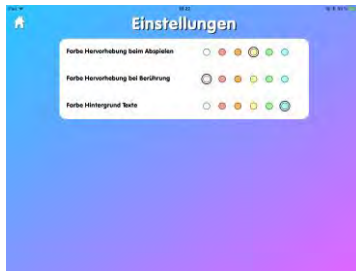 Einstellungen
Farbe Hervorhebung beim Abspielen
Farbe Hervorhebung bei Berührung
Farbe Hintergrund Texte